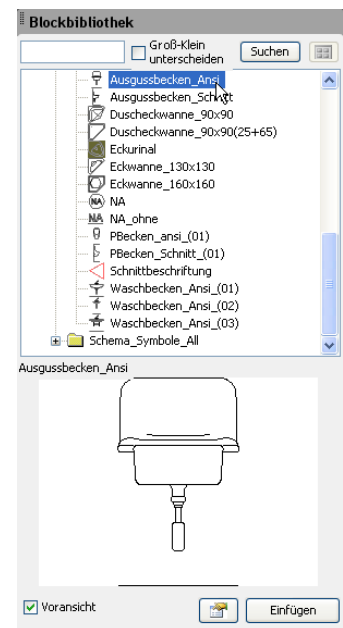 Blockbibliothek
Groß-Klein
unterscheiden
Suchen
Ausgussbecken_Ansi
Ausgussbecken_Schnitt
Duscheckwanne_90x90
Duscheckwanne_90x90(25+65)
Eckurinal
Eckwanne_130x130
Eckwanne_160x160
NA NA
NA NA_ohne
PBecken_ansi_(01)
PBecken_Schnitt_(01)
Schnittbeschriftung
Waschbecken_Ansi_(01)
Waschbecken_Ansi_(02)
Waschbecken_Ansi_(03)
Schema_Symbole_All
Ausgussbecken_Ansi
Voransicht
Einfügen